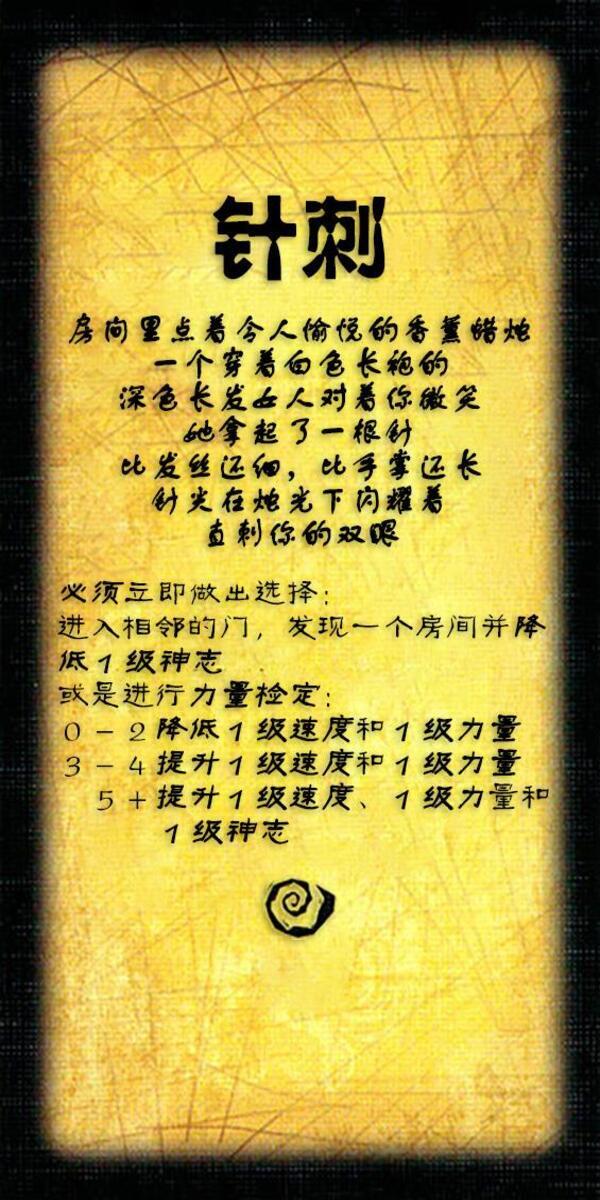 针刺
房间里点着令人愉悦的香薰蜡烛
一个穿着白色长袍的
深色长发女人对着你微笑
她拿起了一根针
比发丝还细，比手掌还长
针尖在烛光下闪耀着
直刺你的双眼
必须立即做出选择：
进入相邻的门，发现一个房间并降
低1级神志
或是进行力量检定：
0-2降低1级速度和1级力量
3-4提升1级速度和1级力量
5+提升1级速度、1级力量和
1级神志